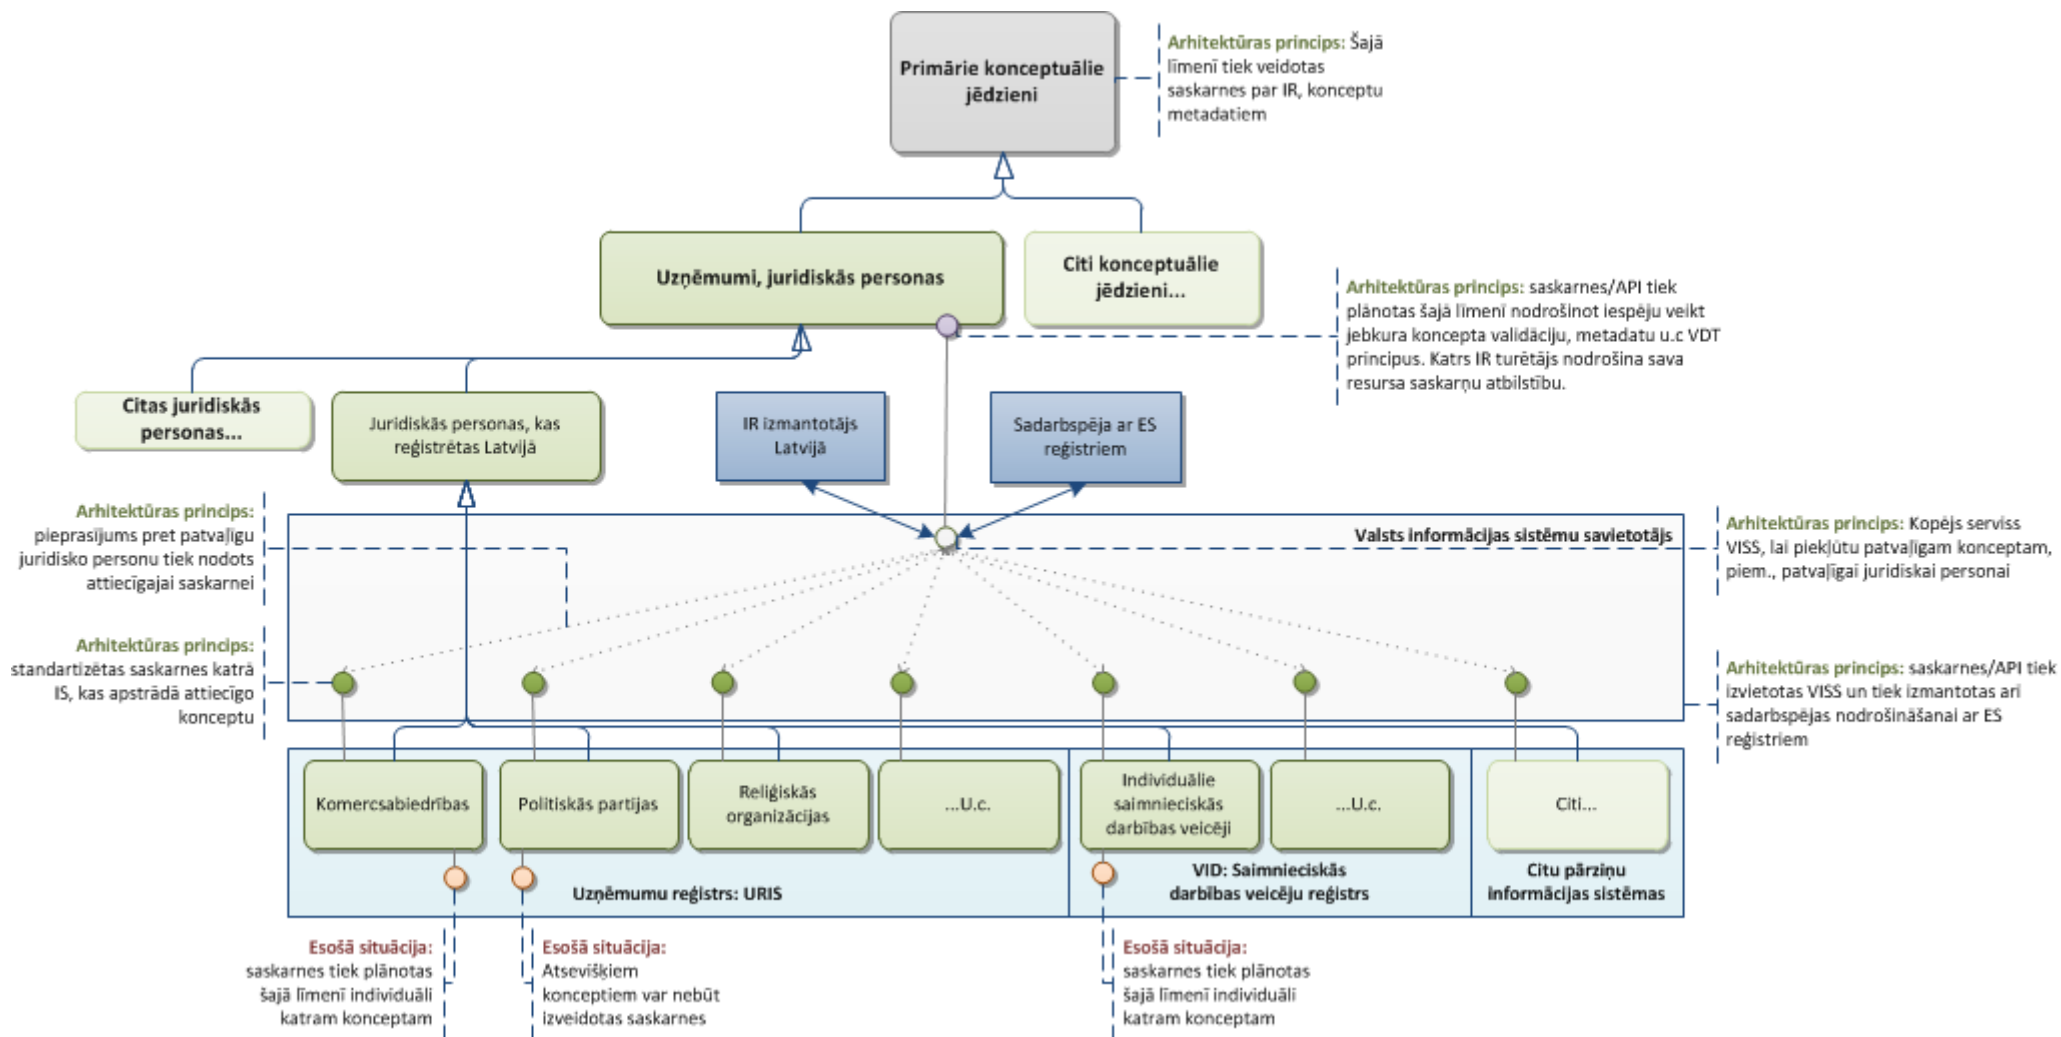 Primārie konceptuālie
jēdzieni
Arhitektūras princips: Šajā
līmenī tiek veidotas
saskarnes par IR, konceptu
metadatiem
Uzņēmumi, juridiskās personas
Citi konceptuālie
jēdzieni...
Arhitektūras princips: saskarnes/API tiek
plānotas šajā līmenī nodrošinot iespēju veikt
jebkura koncepta validāciju, metadatu u.c VDT
principus. Katrs IR turētājs nodrošina sava
resursa saskarņu atbilstību.
Citas juridiskās
personas...
Juridiskās personas, kas
reģistrētas Latvijā
IR izmantotājs
Latvijā
Sadarbspēja ar ES
reģistriem
Arhitektūras princips:
pieprasījums pret patvaļīgu
juridisko personu tiek nodots
attiecīgajai saskarnei
Valsts informācijas sistēmu savietotājs
Arhitektūras princips: Kopējs serviss
VISS, lai piekļūtu patvaļīgam konceptam,
piem., patvaļīgai juridiskai personai
Arhitektūras princips:
standartizētas saskarnes katrā
IS, kas apstrādā attiecīgo
konceptu
Arhitektūras princips: saskarnes/API tiek
izvietotas VISS un tiek izmantotas arī
sadarbspējas nodrošināšanai ar ES
reģistriem
Komercsabiedrības
Politiskās partijas
Reliģiskās
organizācijas
...U.c.
Individuālie
saimnieciskās
darbības veicēji
...U.c.
Citi...
Uzņēmumu reģistrs: URIS
VID: Saimnieciskās
darbības veicēju reģistrs
Citu pārziņu
informācijas sistēmas
Esošā situācija:
saskarnes tiek plānotas
šajā līmenī individuāli
katram konceptam
Esošā situācija:
Atsevišķiem
konceptiem var nebūt
izveidotas saskarnes
Esošā situācija:
saskarnes tiek plānotas
šajā līmenī individuāli
katram konceptam